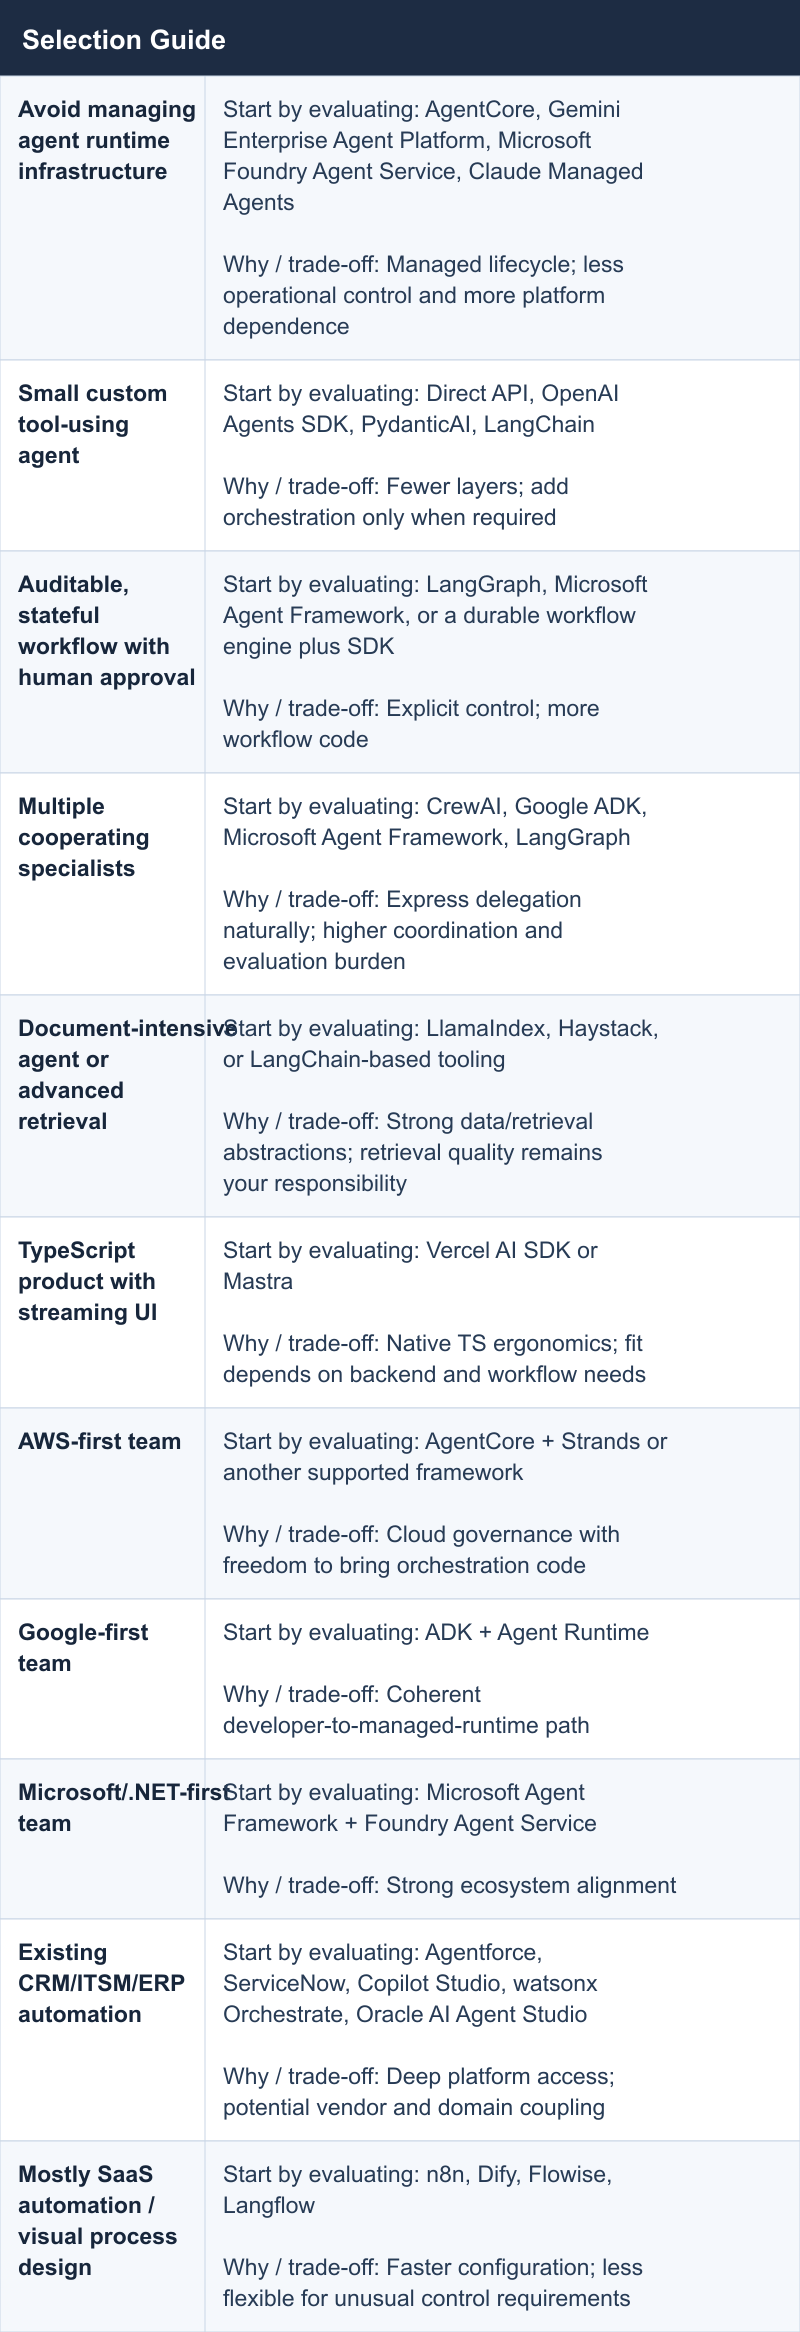 Selection Guide
Avoid managing
agent runtime
infrastructure
Start by evaluating: AgentCore, Gemini
Enterprise Agent Platform, Microsoft
Foundry Agent Service, Claude Managed
Agents
Why / trade-off: Managed lifecycle; less
operational control and more platform
dependence
Small custom
tool-using
agent
Start by evaluating: Direct API, OpenAI
Agents SDK, PydanticAI, LangChain
Why / trade-off: Fewer layers; add
orchestration only when required
Auditable,
stateful
workflow with
human approval
Start by evaluating: LangGraph, Microsoft
Agent Framework, or a durable workflow
engine plus SDK
Why / trade-off: Explicit control; more
workflow code
Multiple
cooperating
specialists
Start by evaluating: CrewAI, Google ADK,
Microsoft Agent Framework, LangGraph
Why / trade-off: Express delegation
naturally; higher coordination and
evaluation burden
Document-intensive
agent or
advanced
retrieval
Start by evaluating: LlamaIndex, Haystack,
or LangChain-based tooling
Why / trade-off: Strong data/retrieval
abstractions; retrieval quality remains
your responsibility
TypeScript
product with
streaming UI
Start by evaluating: Vercel AI SDK or
Mastra
Why / trade-off: Native TS ergonomics; fit
depends on backend and workflow needs
AWS-first team
Start by evaluating: AgentCore + Strands or
another supported framework
Why / trade-off: Cloud governance with
freedom to bring orchestration code
Google-first
team
Start by evaluating: ADK + Agent Runtime
Why / trade-off: Coherent
developer-to-managed-runtime path
Microsoft/.NET-first
team
Start by evaluating: Microsoft Agent
Framework + Foundry Agent Service
Why / trade-off: Strong ecosystem alignment
Existing
CRM/ITSM/ERP
automation
Start by evaluating: Agentforce,
ServiceNow, Copilot Studio, watsonx
Orchestrate, Oracle AI Agent Studio
Why / trade-off: Deep platform access;
potential vendor and domain coupling
Mostly SaaS
automation /
visual process
design
Start by evaluating: n8n, Dify, Flowise,
Langflow
Why / trade-off: Faster configuration; less
flexible for unusual control requirements